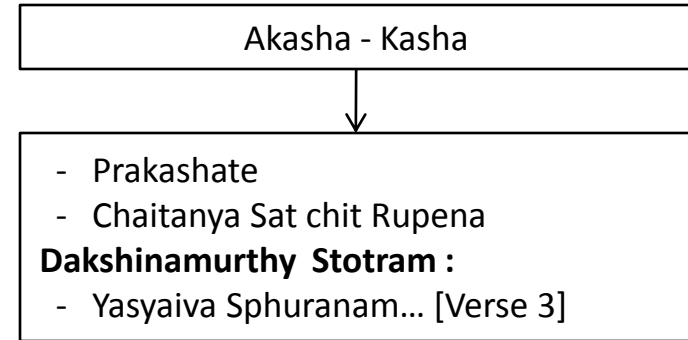 Akasha - Kasha
- Prakashate
- Chaitanya Sat chit Rupena
Dakshinamurthy Stotram :
- Yasyaiva Sphuranam... [Verse 3]